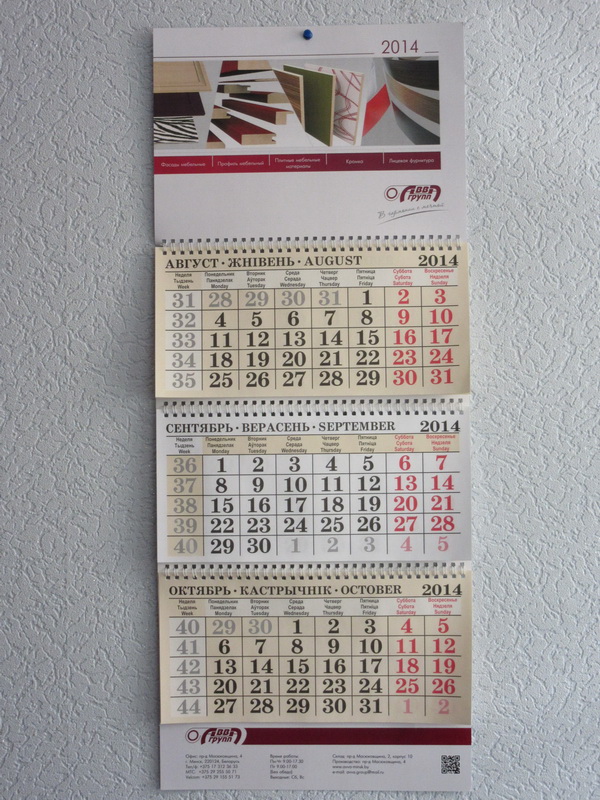 2014
Фасады мебельные Профиль мебельный Плитные мебельные материалы Кромка Лицевая фурнитура
АВВА
ГРУПП
АВГУСТ · ЖНІВЕНЬ · AUGUST 2014
Неделя Понедельник Вторник Среда Четверг Пятница Суббота Воскресенье
Тыдзень Панядзелак Аўторак Серада Чацвер Пятніца Субота Нядзеля
Week Monday Tuesday Wednesday Thursday Friday Saturday Sunday
31 28 29 30 31 1 2 3
32 4 5 6 7 8 9 10
33 11 12 13 14 15 16 17
34 18 19 20 21 22 23 24
35 25 26 27 28 29 30 31
СЕНТЯБРЬ · ВЕРАСЕНЬ · SEPTEMBER 2014
Неделя Понедельник Вторник Среда Четверг Пятница Суббота Воскресенье
Тыдзень Панядзелак Аўторак Серада Чацвер Пятніца Субота Нядзеля
Week Monday Tuesday Wednesday Thursday Friday Saturday Sunday
36 1 2 3 4 5 6 7
37 8 9 10 11 12 13 14
38 15 16 17 18 19 20 21
39 22 23 24 25 26 27 28
40 29 30 1 2 3 4 5
ОКТЯБРЬ · КАСТРЫЧНІК · OCTOBER 2014
Неделя Понедельник Вторник Среда Четверг Пятница Суббота Воскресенье
Тыдзень Панядзелак Аўторак Серада Чацвер Пятніца Субота Нядзеля
Week Monday Tuesday Wednesday Thursday Friday Saturday Sunday
40 29 30 1 2 3 4 5
41 6 7 8 9 10 11 12
42 13 14 15 16 17 18 19
43 20 21 22 23 24 25 26
44 27 28 29 30 31 1 2
АВВА
ГРУПП
Время работы: